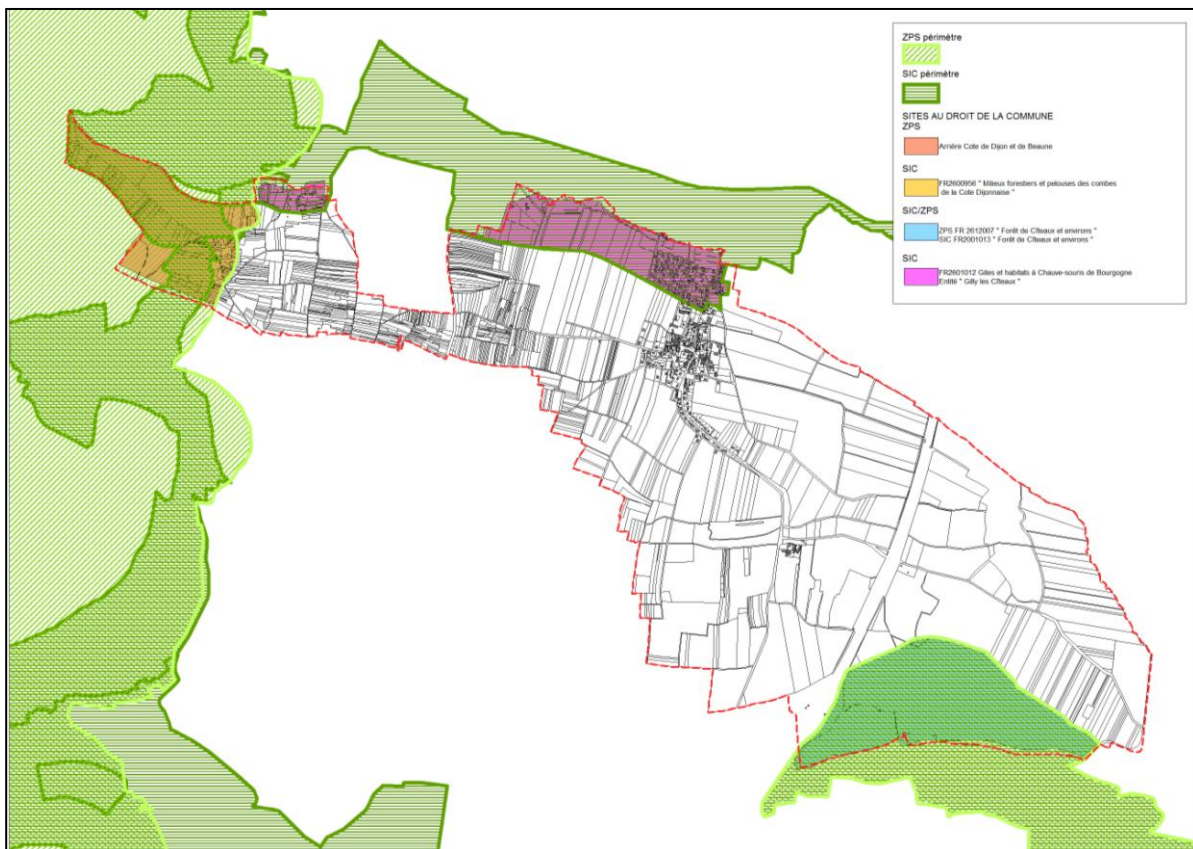 ZPS périmètre
SIC périmètre
SITES AU DROIT DE LA COMMUNE
ZPS
Arrière Cote de Dijon et de Beaune
SIC
FR2600956 " Milieux forestiers et pelouses des combes
de la Cote Dijonnaise "
SIC/ZPS
ZPS FR 2612007 " Forêt de Cîteaux et environs "
SIC FR2001013 " Forêt de Cîteaux et environs "
SIC
FR2601012 Gites et habitats à Chauve-souris de Bourgogne
Entité " Gilly les Cîteaux "